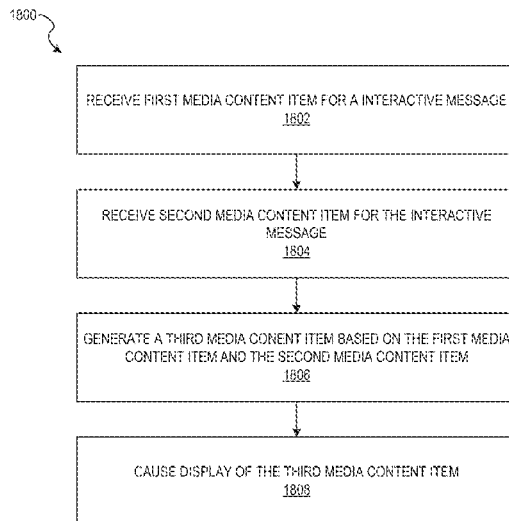 1800
RECEIVE FIRST MEDIA CONTENT ITEM FOR A INTERACTIVE MESSAGE
1802
RECEIVE SECOND MEDIA CONTENT ITEM FOR THE INTERACTIVE
MESSAGE
1804
GENERATE A THIRD MEDIA CONENT ITEM BASED ON THE FIRST MEDIA
CONTENT ITEM AND THE SECOND MEDIA CONTENT ITEM
1806
CAUSE DISPLAY OF THE THIRD MEDIA CONTENT ITEM
1808